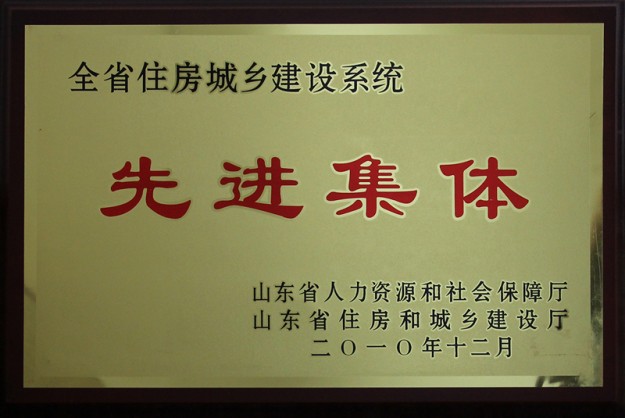 全省住房城乡建设系统
先进集体
山东省人力资源和社会保障厅
山东省住房和城乡建设厅
二〇一〇年十二月